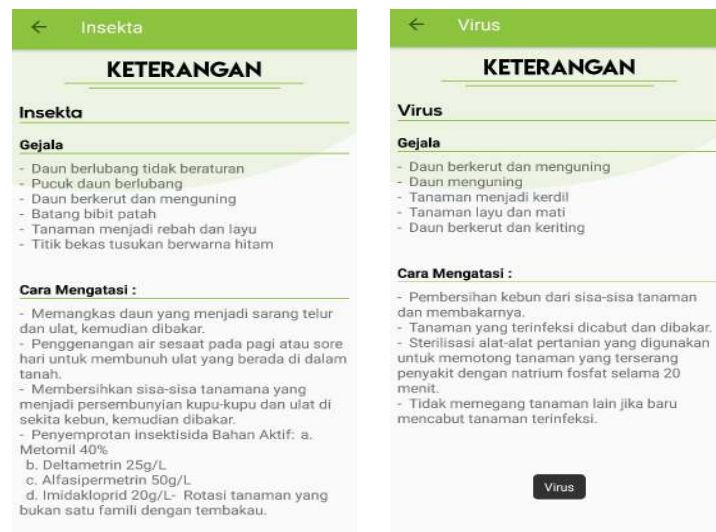 Insekta
KETERANGAN
Insekta
Gejala
- Daun berlubang tidak beraturan
- Pucuk daun berlubang
- Daun berkerut dan menguning
- Batang bibit patah
- Tanaman menjadi rebah dan layu
- Titik bekas tusukan berwarna hitam
Cara Mengatasi :
- Memangkas daun yang menjadi sarang telur
dan ulat, kemudian dibakar.
- Penggenangan air sesaat pada pagi atau sore
hari untuk membunuh ulat yang berada di dalam
tanah.
- Membersihkan sisa-sisa tanamana yang
menjadi persembunyian kupu-kupu dan ulat di
sekita kebun, kemudian dibakar.
- Penyemprotan insektisida Bahan Aktif: a.
Metomil 40%
b. Deltametrin 25g/L
c. Alfasipermetrin 50g/L
d. Imidakloprid 20g/L- Rotasi tanaman yang
bukan satu famili dengan tembakau.
Virus
KETERANGAN
Virus
Gejala
- Daun berkerut dan menguning
- Daun menguning
- Tanaman menjadi kerdil
- Tanaman layu dan mati
- Daun berkerut dan keriting
Cara Mengatasi :
- Pembersihan kebun dari sisa-sisa tanaman
dan membakarnya.
- Tanaman yang terinfeksi dicabut dan dibakar.
- Sterilisasi alat-alat pertanian yang digunakan
untuk memotong tanaman yang terserang
penyakit dengan natrium fosfat selama 20
menit.
- Tidak memegang tanaman lain jika baru
mencabut tanaman terinfeksi.
Virus